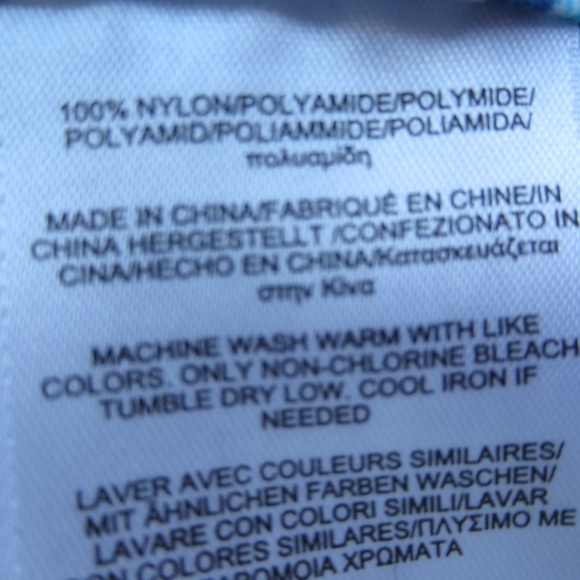 100% NYLON/POLYAMIDE/POLYMIDE/
POLYAMID/POLIAMMIDE/POLIAMIDA/
πολυαμίδη
MADE IN CHINA/FABRIQUÉ EN CHINE/IN
CHINA HERGESTELLT /CONFEZIONATO IN
CINA/HECHO EN CHINA/Κατασκευάζεται
στην Κίνα
MACHINE WASH WARM WITH LIKE
COLORS. ONLY NON-CHLORINE BLEACH
TUMBLE DRY LOW. COOL IRON IF
NEEDED
LAVER AVEC COULEURS SIMILAIRES/
MIT ÄHNLICHEN FARBEN WASCHEN/
LAVARE CON COLORI SIMILI/LAVAR
CON COLORES SIMILARES/ΠΛΥΣΙΜΟ ΜΕ
ΧΡΩΜΑΤΑ